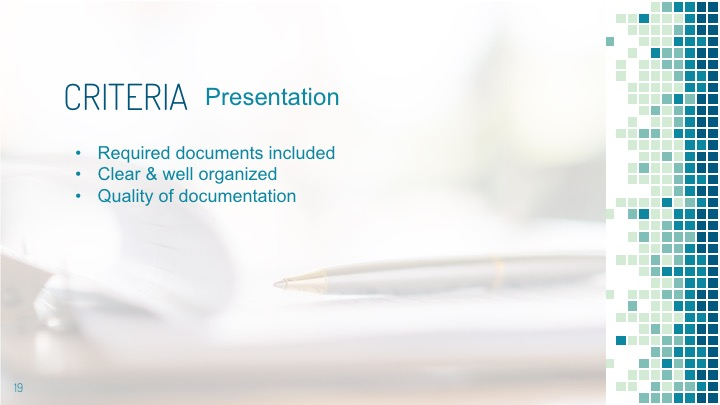 CRITERIA Presentation
• Required documents included
• Clear & well organized
• Quality of documentation
19